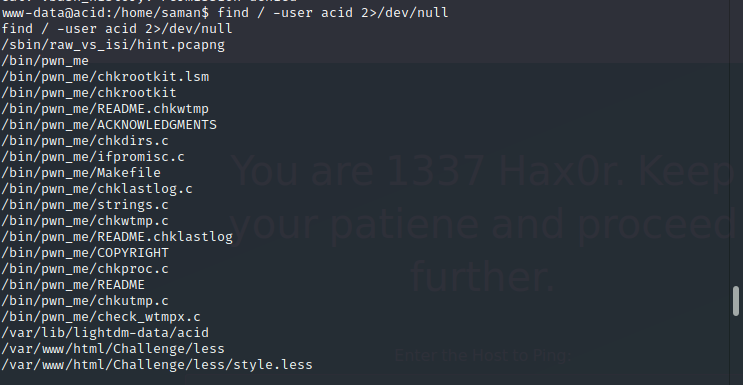 www-data@acid:/home/saman$ find / -user acid 2>/dev/null
find / -user acid 2>/dev/null
/sbin/raw_vs_isi/hint.pcapng
/bin/pwn_me
/bin/pwn_me/chkrootkit.lsm
/bin/pwn_me/chkrootkit
/bin/pwn_me/README.chkwtmp
/bin/pwn_me/ACKNOWLEDGMENTS
/bin/pwn_me/chkdirs.c
/bin/pwn_me/ifpromisc.c
/bin/pwn_me/Makefile
/bin/pwn_me/chklastlog.c
/bin/pwn_me/strings.c
/bin/pwn_me/chkwtmp.c
/bin/pwn_me/README.chklastlog
/bin/pwn_me/COPYRIGHT
/bin/pwn_me/chkproc.c
/bin/pwn_me/README
/bin/pwn_me/chkutmp.c
/bin/pwn_me/check_wtmpx.c
/var/lib/lightdm-data/acid
/var/www/html/Challenge/less
/var/www/html/Challenge/less/style.less
You are 1337 Hax0r. Keep
your patiene and proceed
further.
Enter the Host to Ping: